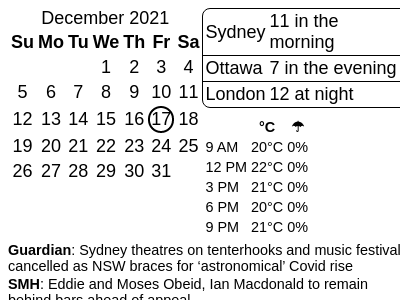 December 2021
Su Mo Tu We Th Fr Sa
1 2 3 4
5 6 7 8 9 10 11
12 13 14 15 16 17 18
19 20 21 22 23 24 25
26 27 28 29 30 31
Sydney 11 in the
morning
Ottawa 7 in the evening
London 12 at night
°C ☂
9 AM 20°C 0%
12 PM 22°C 0%
3 PM 21°C 0%
6 PM 20°C 0%
9 PM 21°C 0%
Guardian: Sydney theatres on tenterhooks and music festival
cancelled as NSW braces for ‘astronomical’ Covid rise
SMH: Eddie and Moses Obeid, Ian Macdonald to remain
behind bars ahead of appeal